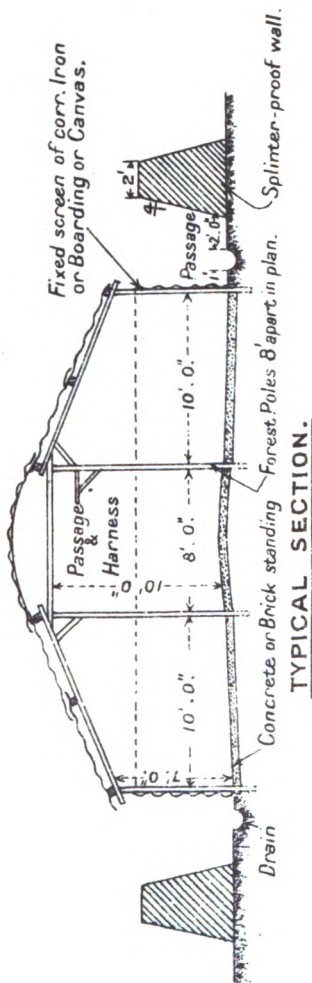 Fixed screen of corr. Iron
or Boarding or Canvas.
Passage
&
Harness
10'.0"
7'.0"
10'.0"
8'.0"
10'.0"
Passage
2'
4
1'
2'.0"
Drain
Concrete or Brick standing
Forest Poles 8' apart in plan.
Splinter-proof wall.
TYPICAL SECTION.